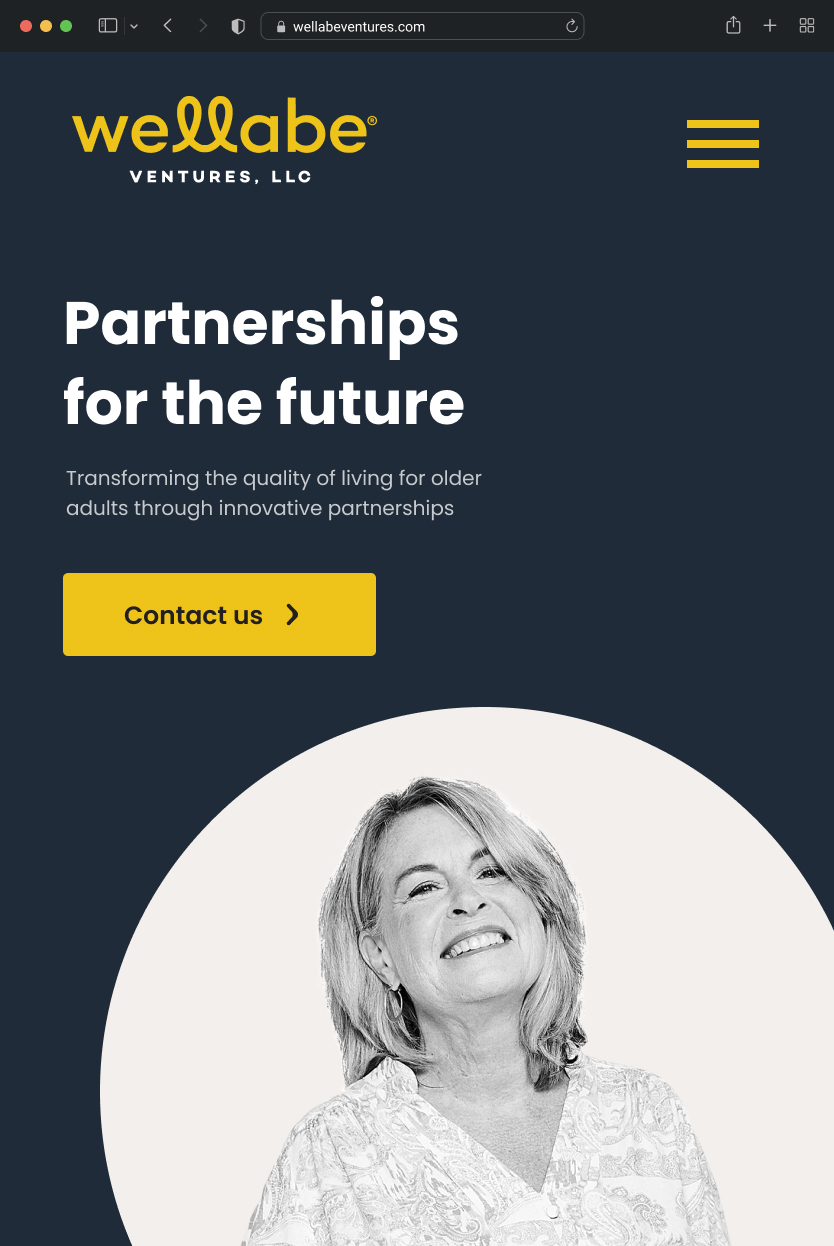 wellabeventures.com
wellabe®
VENTURES, LLC
Partnerships
for the future
Transforming the quality of living for older
adults through innovative partnerships
Contact us